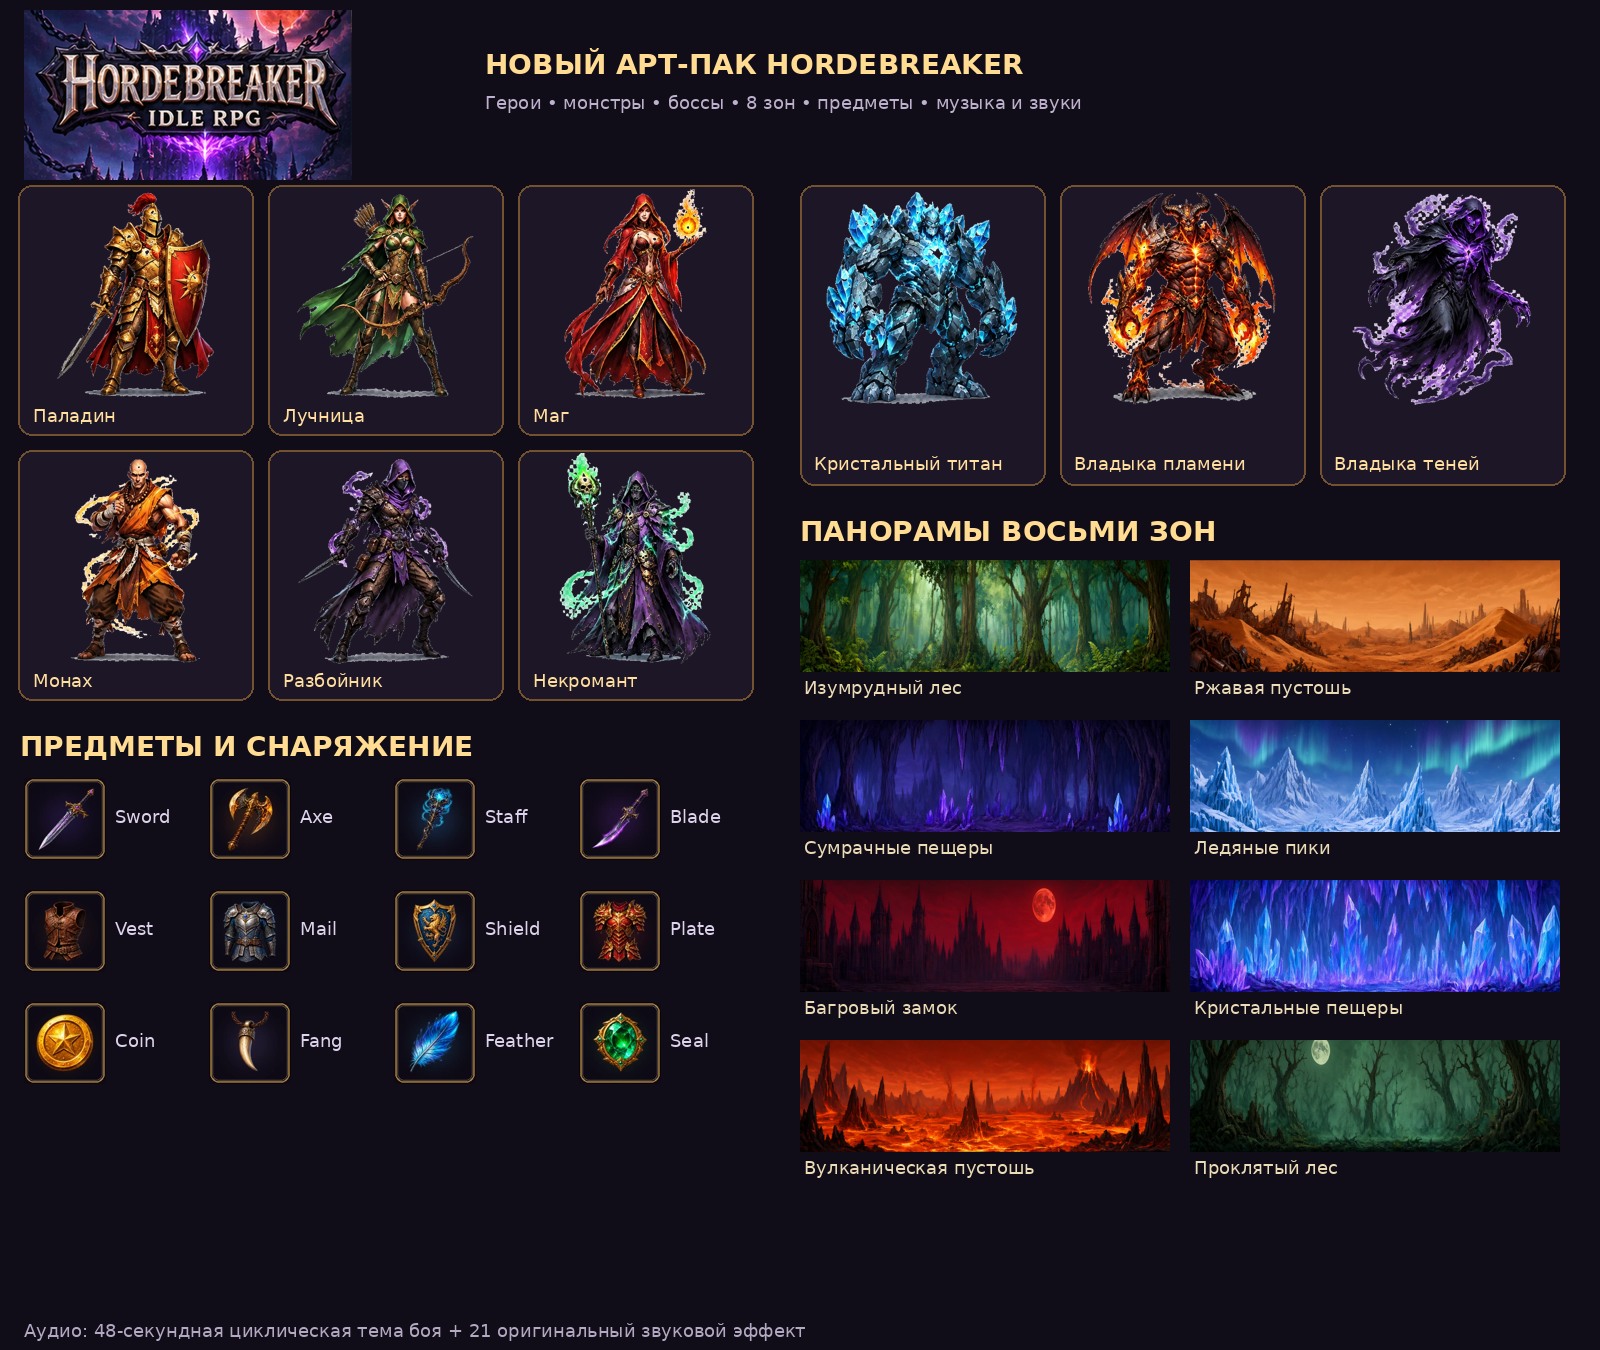 HORDEBREAKER
IDLE RPG
НОВЫЙ АРТ-ПАК HORDEBREAKER
Герои • монстры • боссы • 8 зон • предметы • музыка и звуки
Паладин
Лучница
Маг
Монах
Разбойник
Некромант
Кристальный титан
Владыка пламени
Владыка теней
ПРЕДМЕТЫ И СНАРЯЖЕНИЕ
Sword
Axe
Staff
Blade
Vest
Mail
Shield
Plate
Coin
Fang
Feather
Seal
ПАНОРАМЫ ВОСЬМИ ЗОН
Изумрудный лес
Ржавая пустошь
Сумрачные пещеры
Ледяные пики
Багровый замок
Кристальные пещеры
Вулканическая пустошь
Проклятый лес
Аудио: 48-секундная циклическая тема боя + 21 оригинальный звуковой эффект